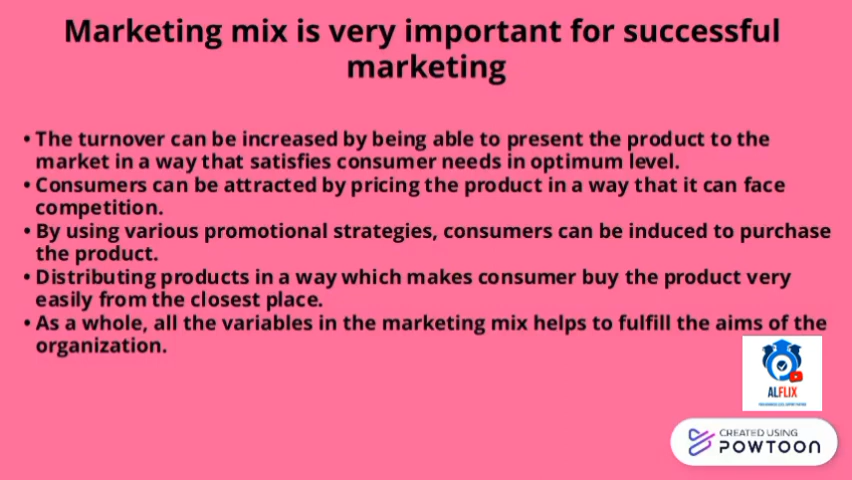 Marketing mix is very important for successful
marketing
• The turnover can be increased by being able to present the product to the
market in a way that satisfies consumer needs in optimum level.
• Consumers can be attracted by pricing the product in a way that it can face
competition.
• By using various promotional strategies, consumers can be induced to purchase
the product.
• Distributing products in a way which makes consumer buy the product very
easily from the closest place.
• As a whole, all the variables in the marketing mix helps to fulfill the aims of the
organization.
ALFLIX
CREATED USING
POWTOON